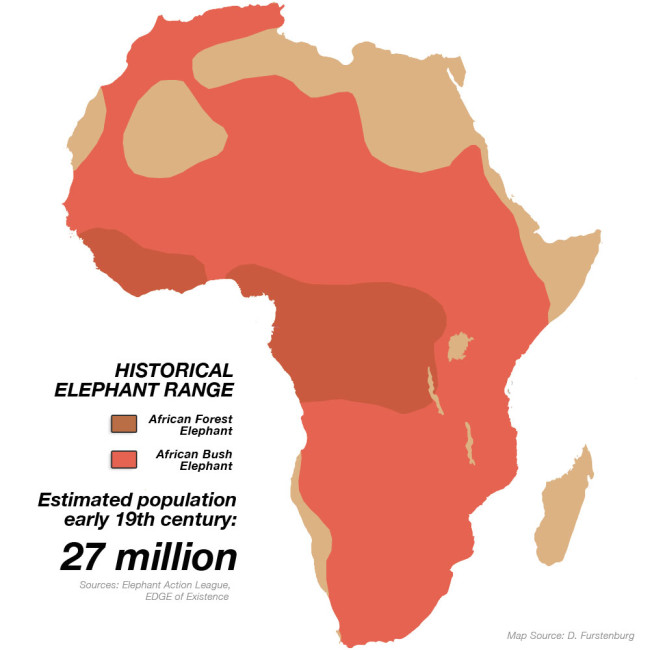 HISTORICAL
ELEPHANT RANGE
African Forest
Elephant
African Bush
Elephant
Estimated population
early 19th century:
27 million
Sources: Elephant Action League,
EDGE of Existence
Map Source: D. Furstenburg